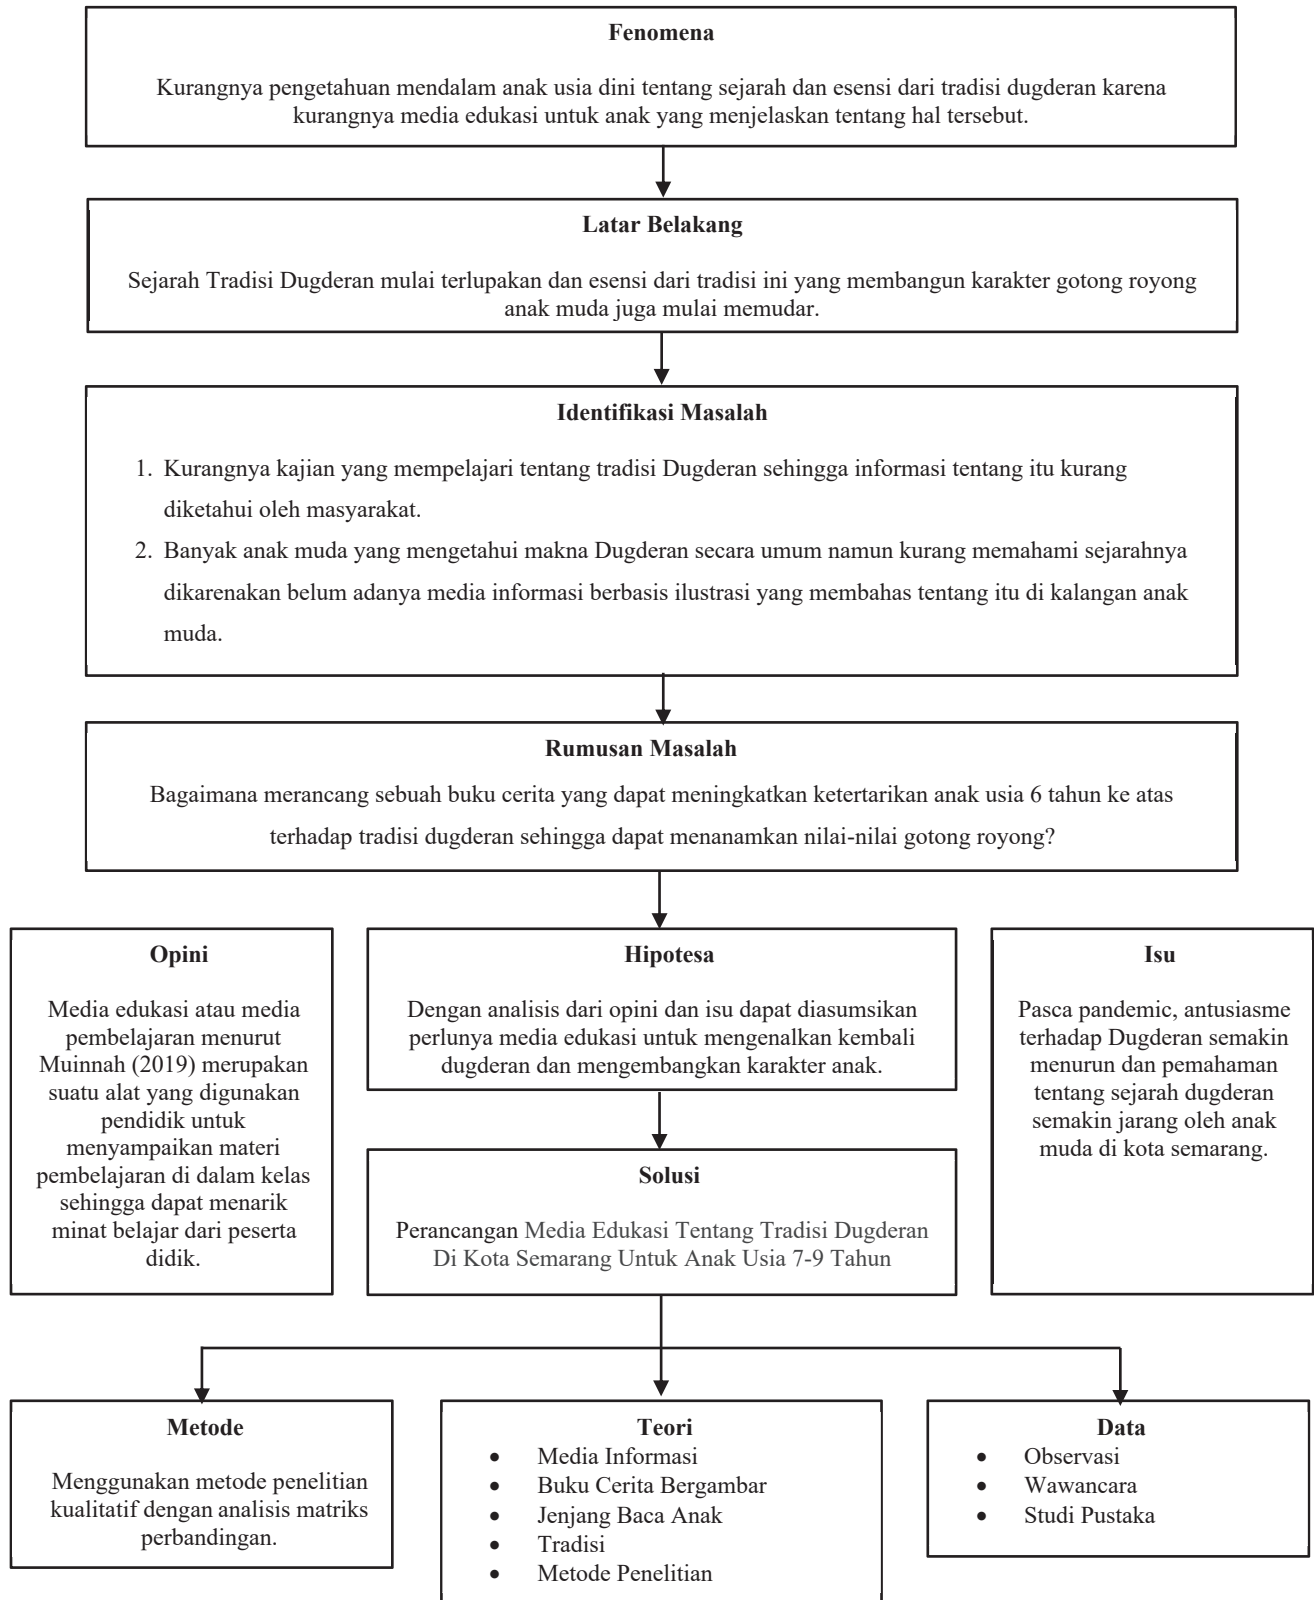 Fenomena
Kurangnya pengetahuan mendalam anak usia dini tentang sejarah dan esensi dari tradisi dugderan karena
kurangnya media edukasi untuk anak yang menjelaskan tentang hal tersebut.
Latar Belakang
Sejarah Tradisi Dugderan mulai terlupakan dan esensi dari tradisi ini yang membangun karakter gotong royong
anak muda juga mulai memudar.
Identifikasi Masalah
1. Kurangnya kajian yang mempelajari tentang tradisi Dugderan sehingga informasi tentang itu kurang
diketahui oleh masyarakat.
2. Banyak anak muda yang mengetahui makna Dugderan secara umum namun kurang memahami sejarahnya
dikarenakan belum adanya media informasi berbasis ilustrasi yang membahas tentang itu di kalangan anak
muda.
Rumusan Masalah
Bagaimana merancang sebuah buku cerita yang dapat meningkatkan ketertarikan anak usia 6 tahun ke atas
terhadap tradisi dugderan sehingga dapat menanamkan nilai-nilai gotong royong?
Opini
Media edukasi atau media
pembelajaran menurut
Muinnah (2019) merupakan
suatu alat yang digunakan
pendidik untuk
menyampaikan materi
pembelajaran di dalam kelas
sehingga dapat menarik
minat belajar dari peserta
didik.
Hipotesa
Dengan analisis dari opini dan isu dapat diasumsikan
perlunya media edukasi untuk mengenalkan kembali
dugderan dan mengembangkan karakter anak.
Isu
Pasca pandemic, antusiasme
terhadap Dugderan semakin
menurun dan pemahaman
tentang sejarah dugderan
semakin jarang oleh anak
muda di kota semarang.
Solusi
Perancangan Media Edukasi Tentang Tradisi Dugderan
Di Kota Semarang Untuk Anak Usia 7-9 Tahun
Metode
Menggunakan metode penelitian
kualitatif dengan analisis matriks
perbandingan.
Teori
• Media Informasi
• Buku Cerita Bergambar
• Jenjang Baca Anak
• Tradisi
• Metode Penelitian
Data
• Observasi
• Wawancara
• Studi Pustaka